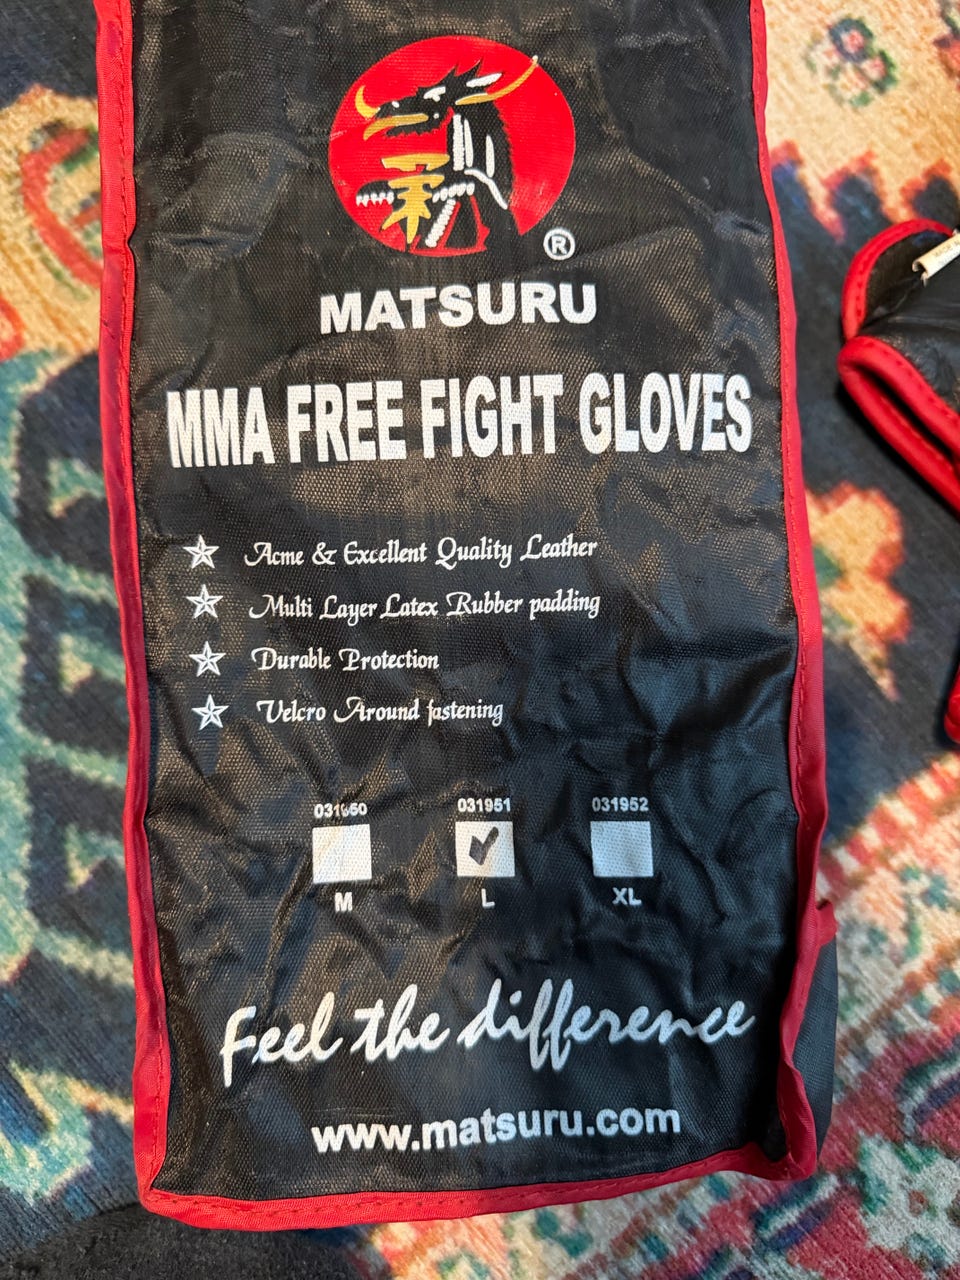 ®
MATSURU
MMA FREE FIGHT GLOVES
Acme & Excellent Quality Leather
Multi Layer Latex Rubber padding
Durable Protection
Velcro Around fastening
031950 031951 031952
M L XL
Feel the difference
www.matsuru.com